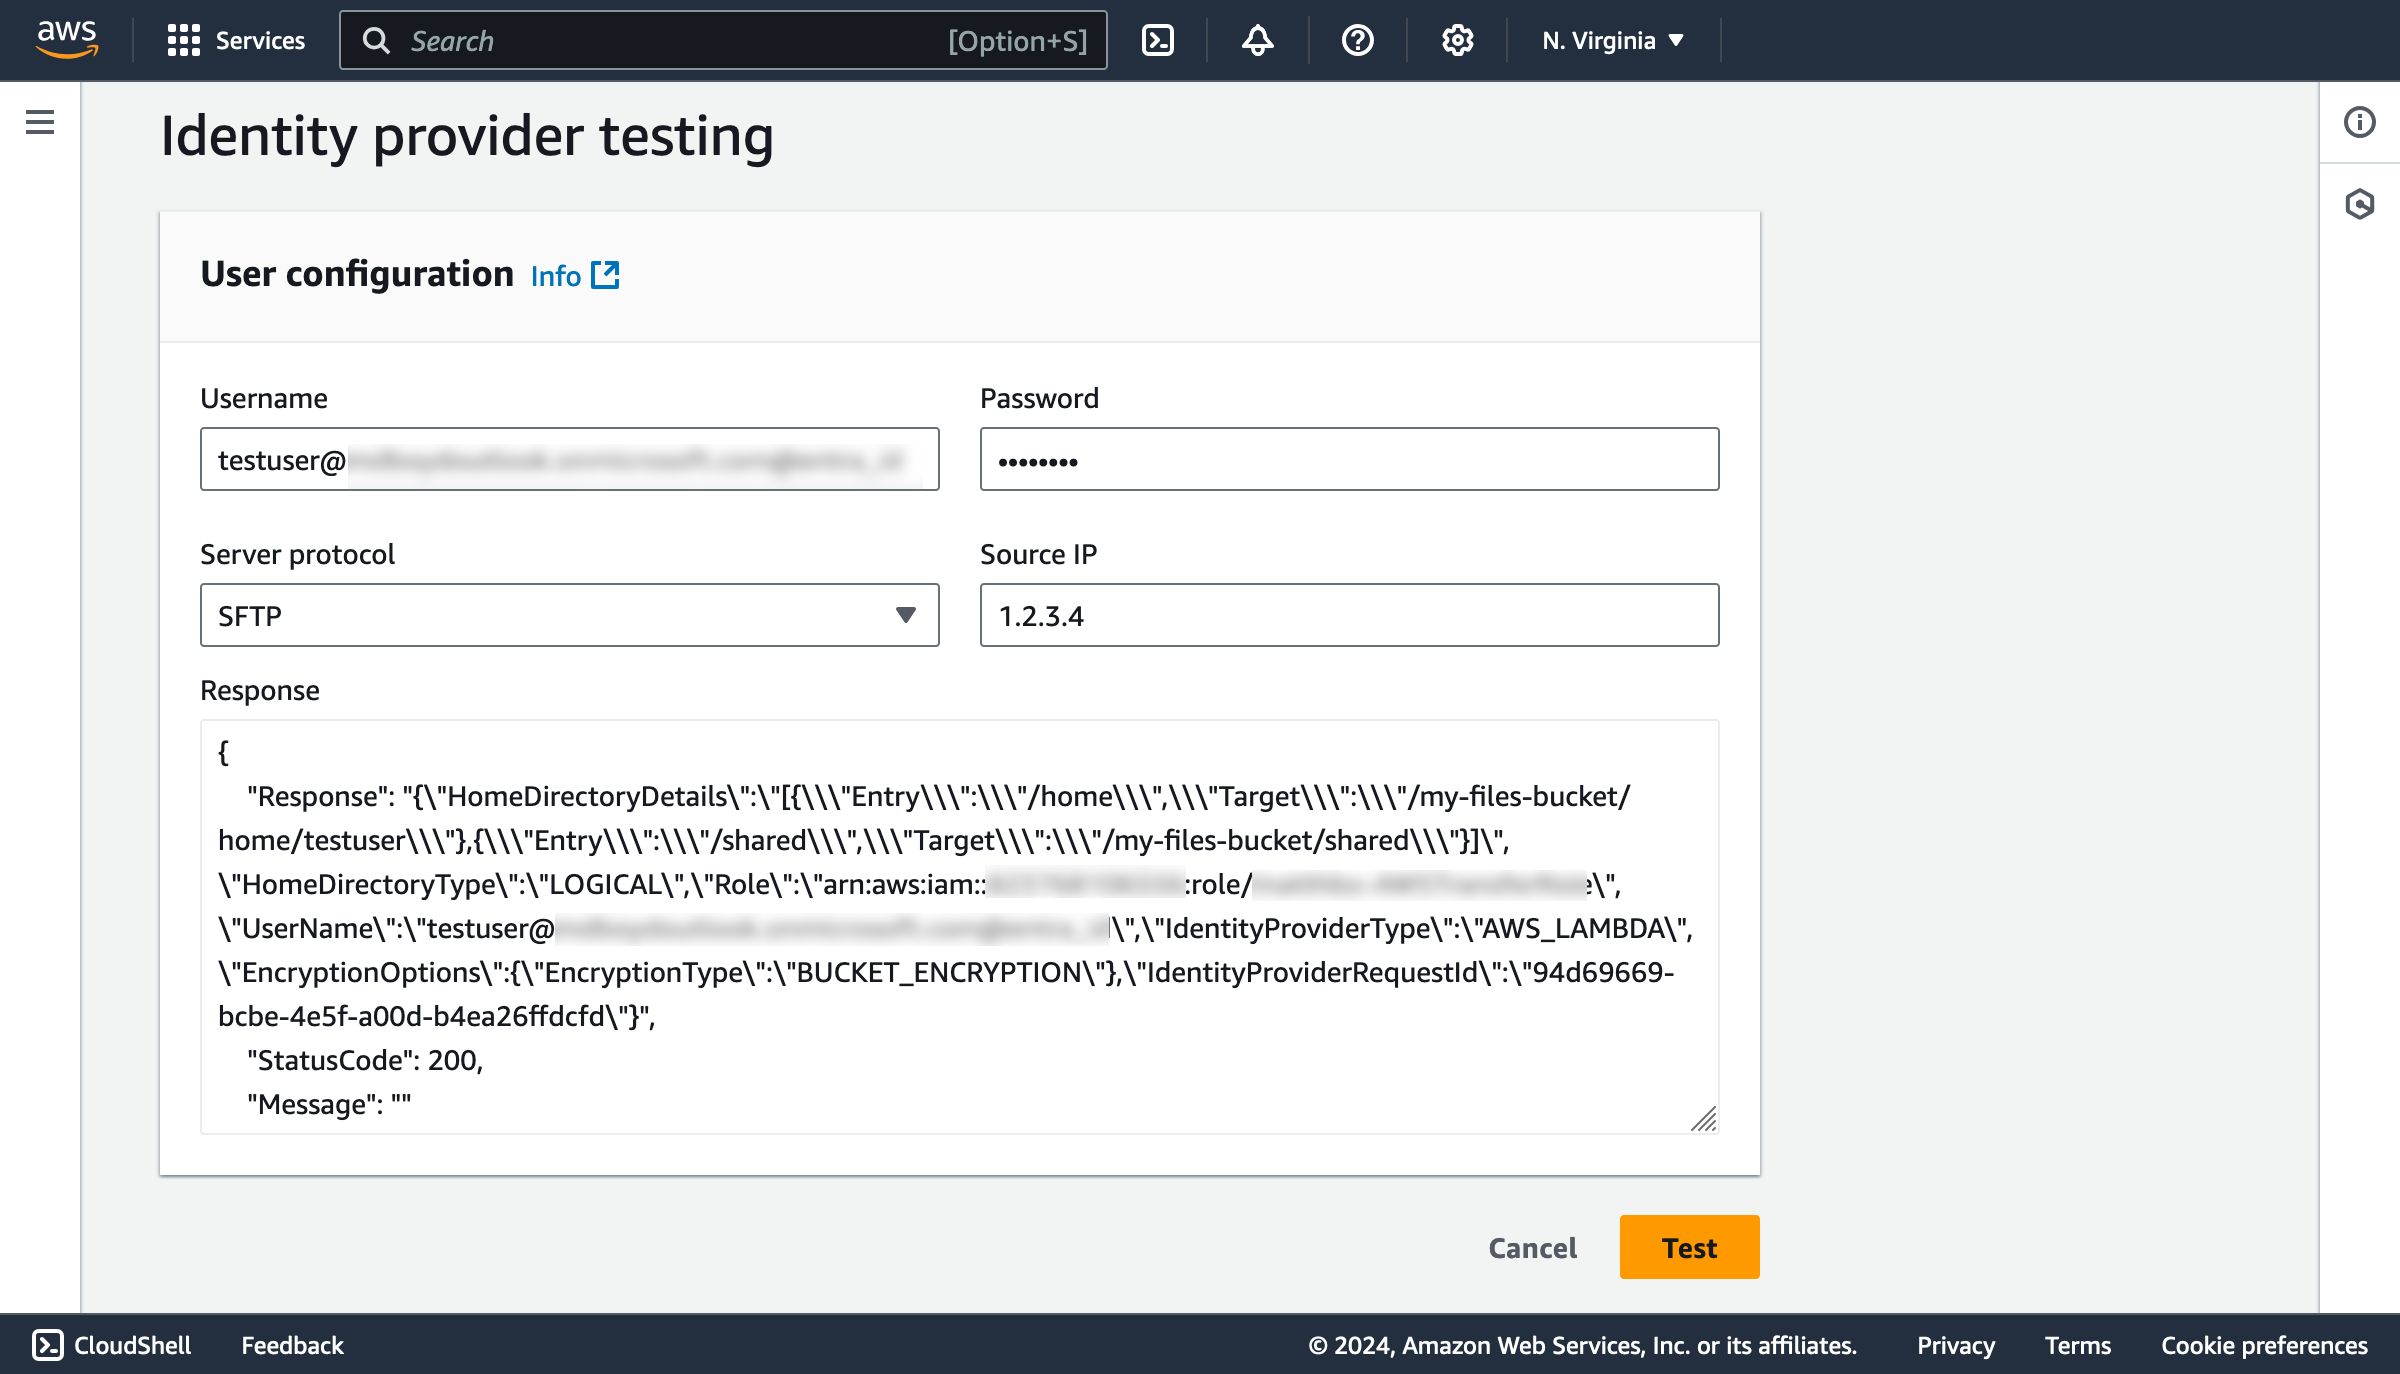 aws
Services
Search
[Option+S]
N. Virginia
Identity provider testing
User configuration Info
Username
Password
testuser@
••••••••
Server protocol
Source IP
SFTP
1.2.3.4
Response
{
"Response": "{\"HomeDirectoryDetails\":\"[{\\\"Entry\\\":\\\"/home\\\",\\\"Target\\\":\\\"/my-files-bucket/
home/testuser\\\"},{\\\"Entry\\\":\\\"/shared\\\",\\\"Target\\\":\\\"/my-files-bucket/shared\\\"}]\",
\"HomeDirectoryType\":\"LOGICAL\",\"Role\":\"arn:aws:iam:: :role/ e\",
\"UserName\":\"testuser@ \",\"IdentityProviderType\":\"AWS_LAMBDA\",
\"EncryptionOptions\":{\"EncryptionType\":\"BUCKET_ENCRYPTION\"},\"IdentityProviderRequestId\":\"94d69669-
bcbe-4e5f-a00d-b4ea26ffdcfd\"}",
"StatusCode": 200,
"Message": ""
Cancel
Test
CloudShell
Feedback
© 2024, Amazon Web Services, Inc. or its affiliates.
Privacy
Terms
Cookie preferences